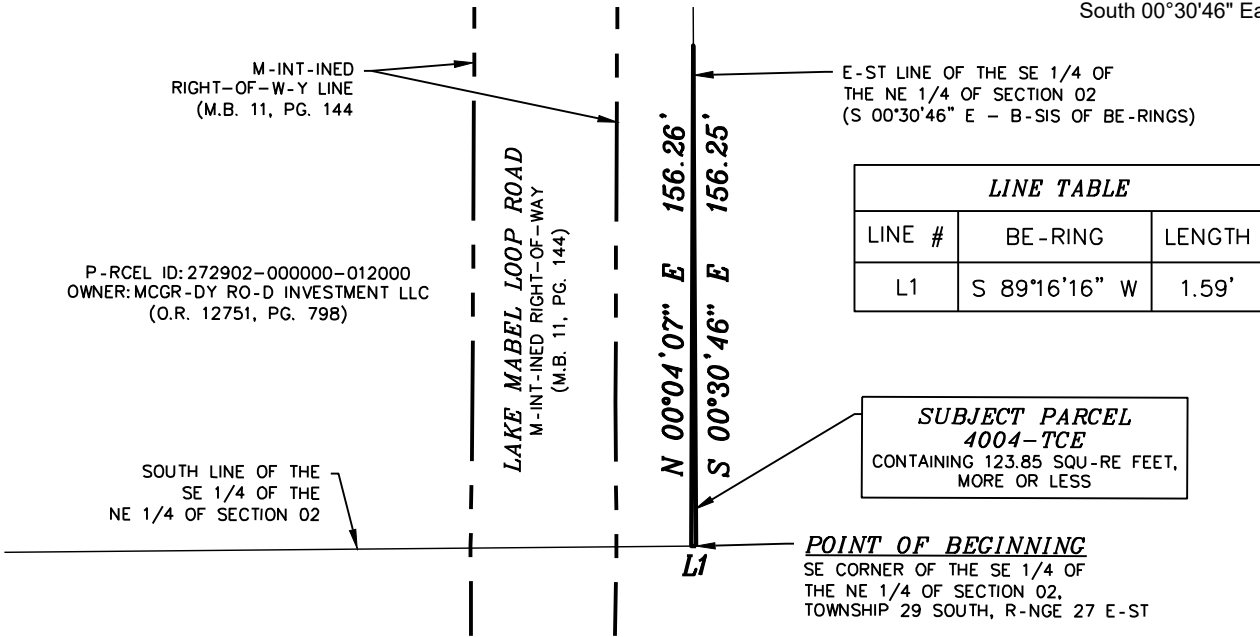 South 00°30'46" Ea
M-INT-INED
RIGHT-OF-W-Y LINE
(M.B. 11, PG. 144
E-ST LINE OF THE SE 1/4 OF
THE NE 1/4 OF SECTION 02
(S 00°30'46" E - B-SIS OF BE-RINGS)
LAKE MABEL LOOP ROAD
M-INT-INED RIGHT-OF-WAY
(M.B. 11, PG. 144)
N 00°04'07" E 156.26'
S 00°30'46" E 156.25'
LINE TABLE
LINE # BE-RING LENGTH
L1 S 89°16'16" W 1.59'
P-RCEL ID: 272902-000000-012000
OWNER: MCGR-DY RO-D INVESTMENT LLC
(O.R. 12751, PG. 798)
SUBJECT PARCEL
4004-TCE
CONTAINING 123.85 SQU-RE FEET,
MORE OR LESS
SOUTH LINE OF THE
SE 1/4 OF THE
NE 1/4 OF SECTION 02
L1
POINT OF BEGINNING
SE CORNER OF THE SE 1/4 OF
THE NE 1/4 OF SECTION 02,
TOWNSHIP 29 SOUTH, R-NGE 27 E-ST